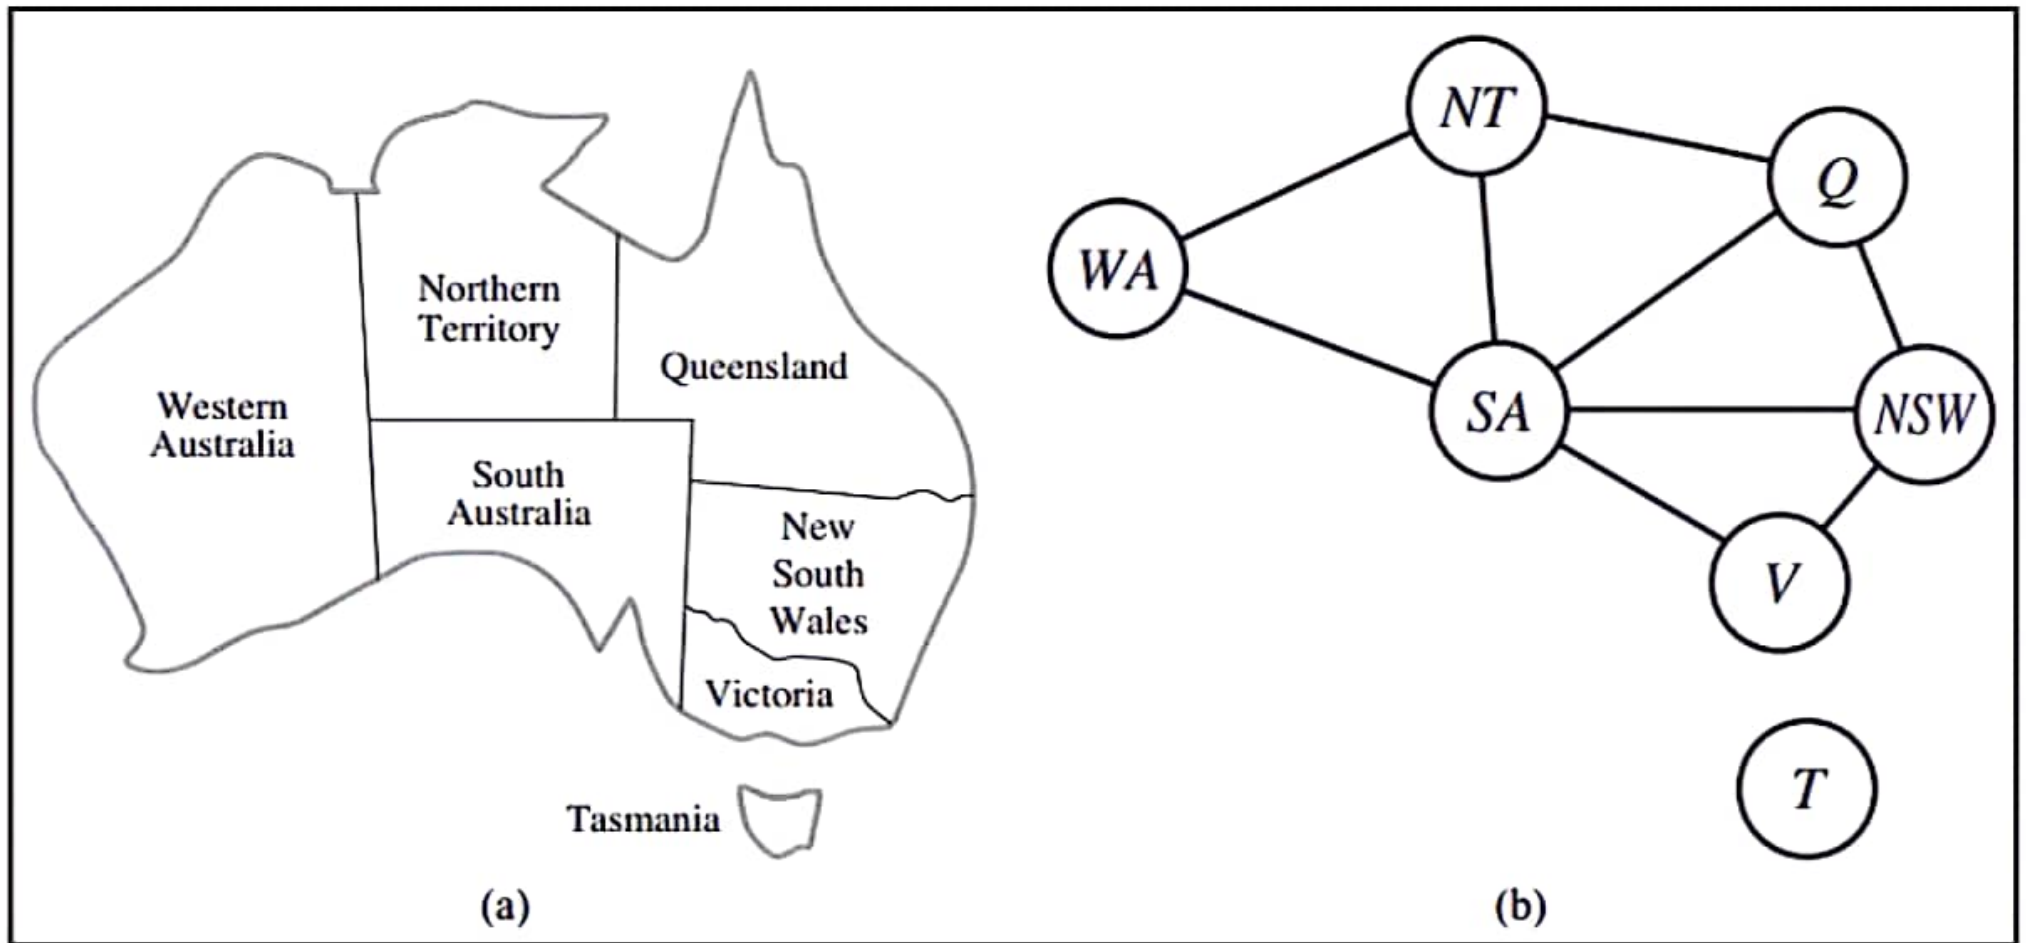 Northern
Territory
Queensland
Western
Australia
South
Australia
New
South
Wales
Victoria
Tasmania
(a)
NT
Q
WA
SA
NSW
V
T
(b)